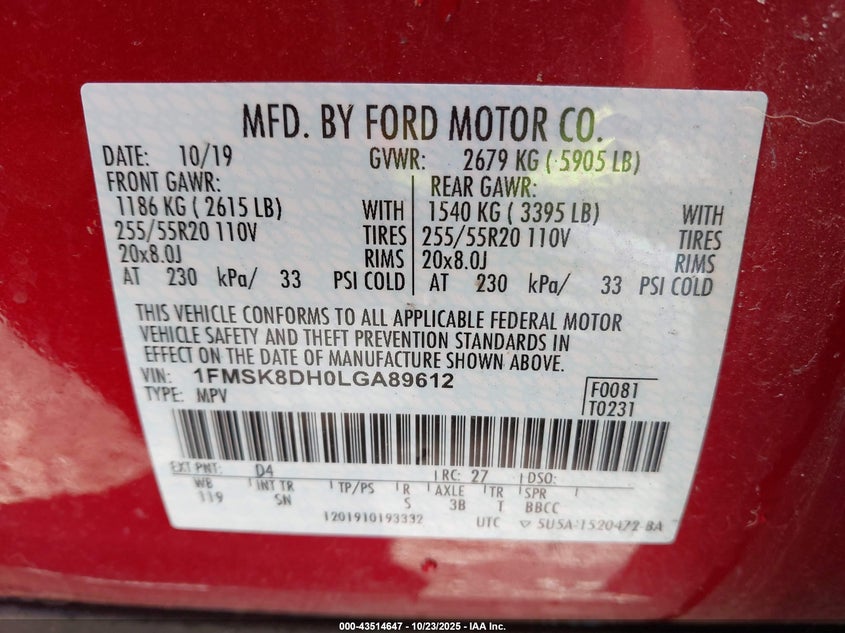 MFD. BY FORD MOTOR CO.
DATE: 10/19 GVWR: 2679 KG ( 5905 LB)
FRONT GAWR: REAR GAWR:
1186 KG ( 2615 LB) WITH 1540 KG ( 3395 LB) WITH
255/55R20 110V TIRES 255/55R20 110V TIRES
20x8.0J RIMS 20x8.0J RIMS
AT 230 kPa/ 33 PSI COLD AT 230 kPa/ 33 PSI COLD
THIS VEHICLE CONFORMS TO ALL APPLICABLE FEDERAL MOTOR
VEHICLE SAFETY AND THEFT PREVENTION STANDARDS IN
EFFECT ON THE DATE OF MANUFACTURE SHOWN ABOVE.
VIN: 1FMSK8DH0LGA89612
TYPE: MPV F0081
T0231
EXT PNT: D4 RC: 27 DSO:
WB INT TR TP/PS R AXLE TR SPR
119 SN S 3B T BBCC
1201910193332 UTC ▽ 5U5A-1520472-BA
000-43514647 - 10/23/2025 - IAA Inc.